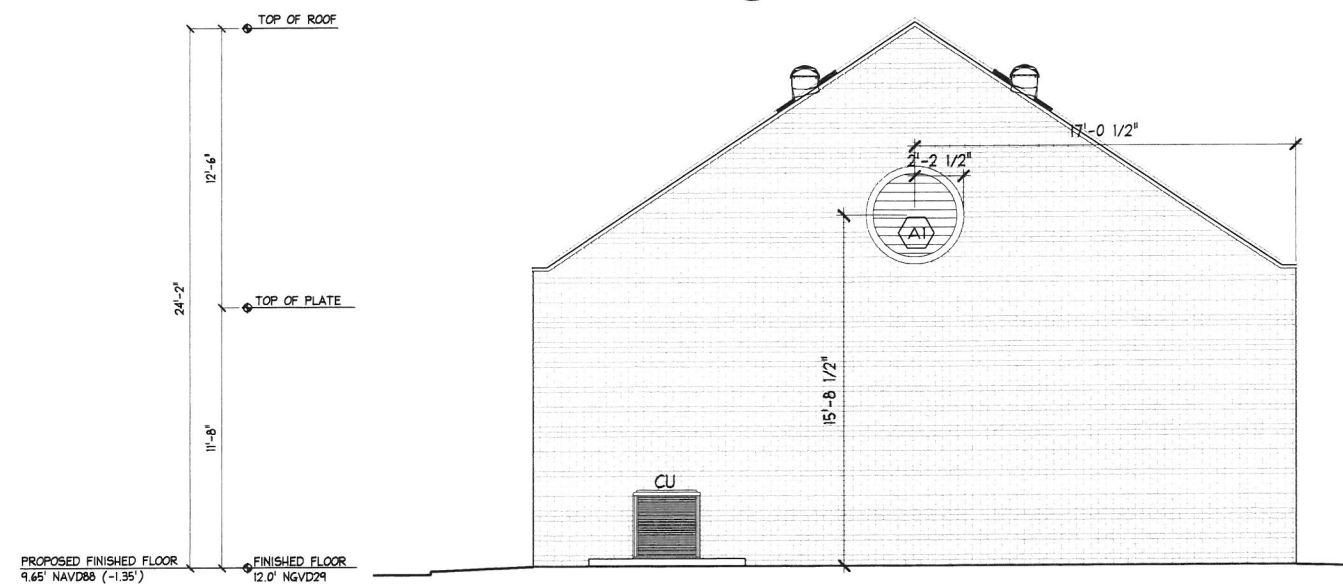 TOP OF ROOF
17'-0 1/2"
2'-2 1/2"
12'-6"
A1
24'-2"
TOP OF PLATE
15'-8 1/2"
11'-8"
CU
PROPOSED FINISHED FLOOR
9.65' NAVD88 (-1.35')
FINISHED FLOOR
12.0' NGVD29